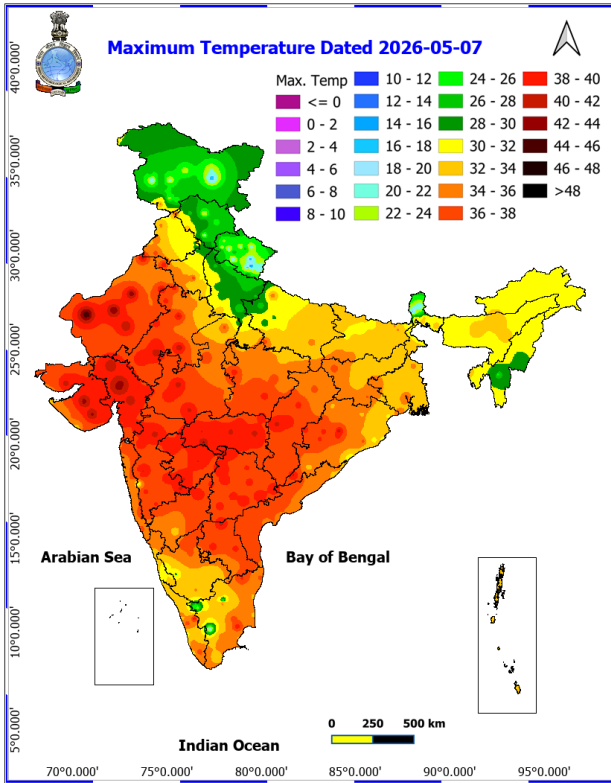 Maximum Temperature Dated 2026-05-07
Max. Temp
<= 0
0 - 2
2 - 4
4 - 6
6 - 8
8 - 10
10 - 12
12 - 14
14 - 16
16 - 18
18 - 20
20 - 22
22 - 24
24 - 26
26 - 28
28 - 30
30 - 32
32 - 34
34 - 36
36 - 38
38 - 40
40 - 42
42 - 44
44 - 46
46 - 48
>48
40°0.000'
35°0.000'
30°0.000'
25°0.000'
20°0.000'
15°0.000'
10°0.000'
5°0.000'
Arabian Sea
Bay of Bengal
Indian Ocean
0 250 500 km
70°0.000' 75°0.000' 80°0.000' 85°0.000' 90°0.000' 95°0.000'